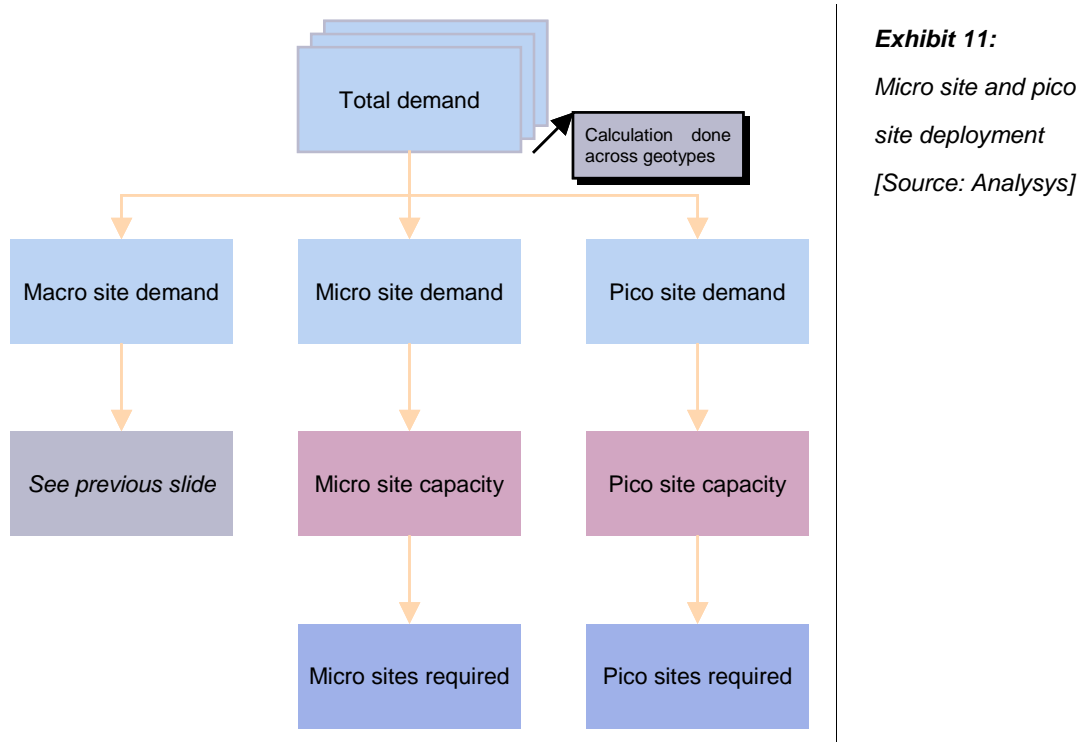 Total demand
Calculation done
across geotypes
Macro site demand
Micro site demand
Pico site demand
See previous slide
Micro site capacity
Pico site capacity
Micro sites required
Pico sites required
Exhibit 11:
Micro site and pico
site deployment
[Source: Analysys]